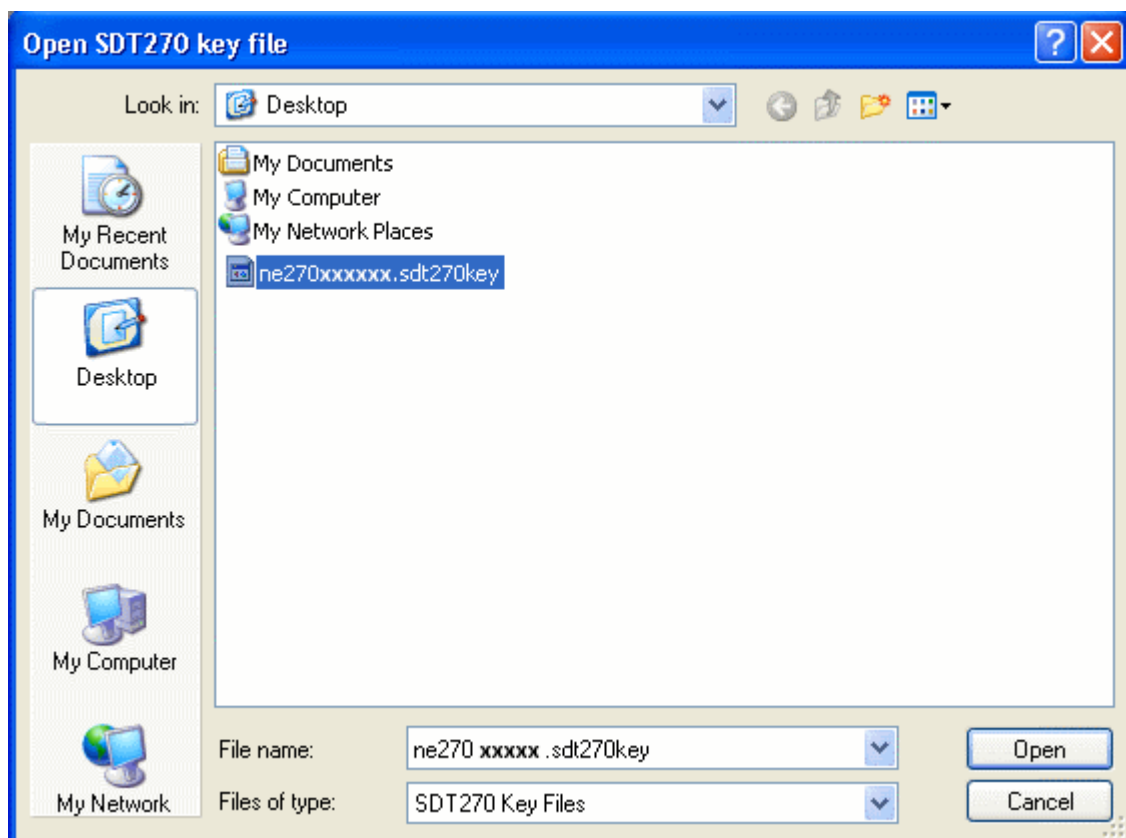 Open SDT270 key file
Look in: Desktop
My Documents
My Computer
My Network Places
ne270xxxxxx.sdt270key
My Recent
Documents
Desktop
My Documents
My Computer
My Network
File name: ne270 xxxxx .sdt270key Open
Files of type: SDT270 Key Files Cancel